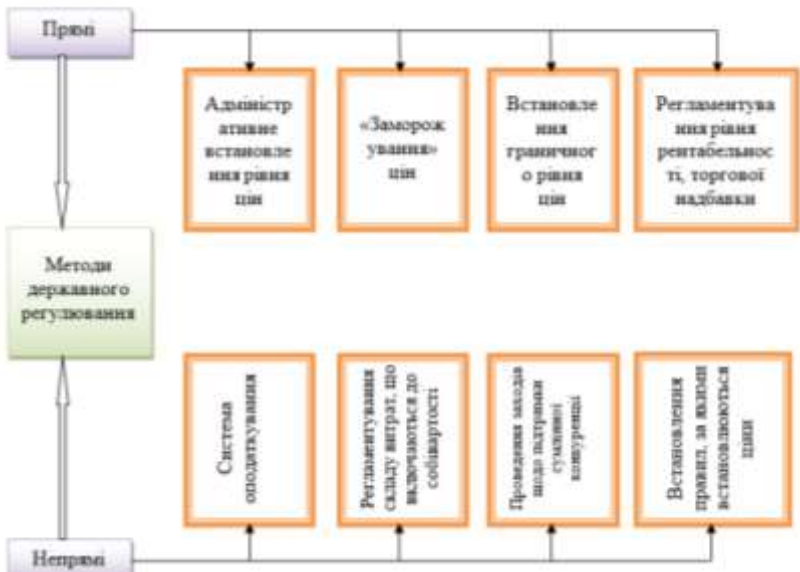 Прямі
Адміністр
ативне
встановле
ння рівня
цін
«Заморож
ування»
цін
Встановле
ння
граничног
о рівня
цін
Регламентува
ння рівня
рентабельнос
ті, торгової
надбавки
Методи
державного
регулювання
Система
оподаткування
Регламентування
складу витрат, що
включаються до
собівартості
Проведення заходів
щодо підтримки
сумлінної
конкуренції
Встановлення
правил, за якими
встановлюються
ціни
Непрямі